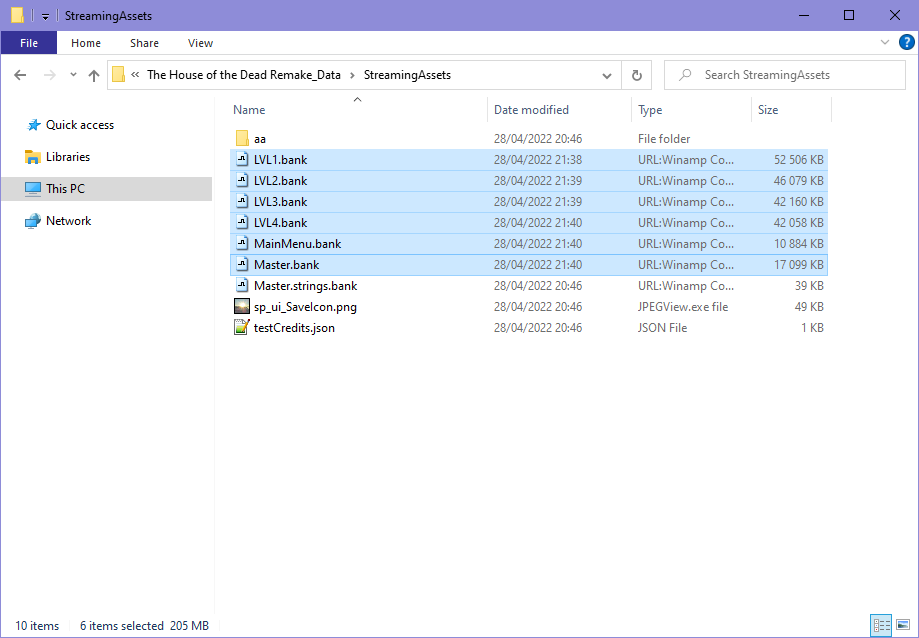 StreamingAssets
File Home Share View
« The House of the Dead Remake_Data › StreamingAssets Search StreamingAssets
Quick access
Libraries
This PC
Network
Name Date modified Type Size
aa 28/04/2022 20:46 File folder
LVL1.bank 28/04/2022 21:38 URL:Winamp Co... 52 506 KB
LVL2.bank 28/04/2022 21:39 URL:Winamp Co... 46 079 KB
LVL3.bank 28/04/2022 21:39 URL:Winamp Co... 42 160 KB
LVL4.bank 28/04/2022 21:40 URL:Winamp Co... 42 058 KB
MainMenu.bank 28/04/2022 21:40 URL:Winamp Co... 10 884 KB
Master.bank 28/04/2022 21:40 URL:Winamp Co... 17 099 KB
Master.strings.bank 28/04/2022 20:46 URL:Winamp Co... 39 KB
sp_ui_SaveIcon.png 28/04/2022 20:46 JPEGView.exe file 49 KB
testCredits.json 28/04/2022 20:46 JSON File 1 KB
10 items 6 items selected 205 MB